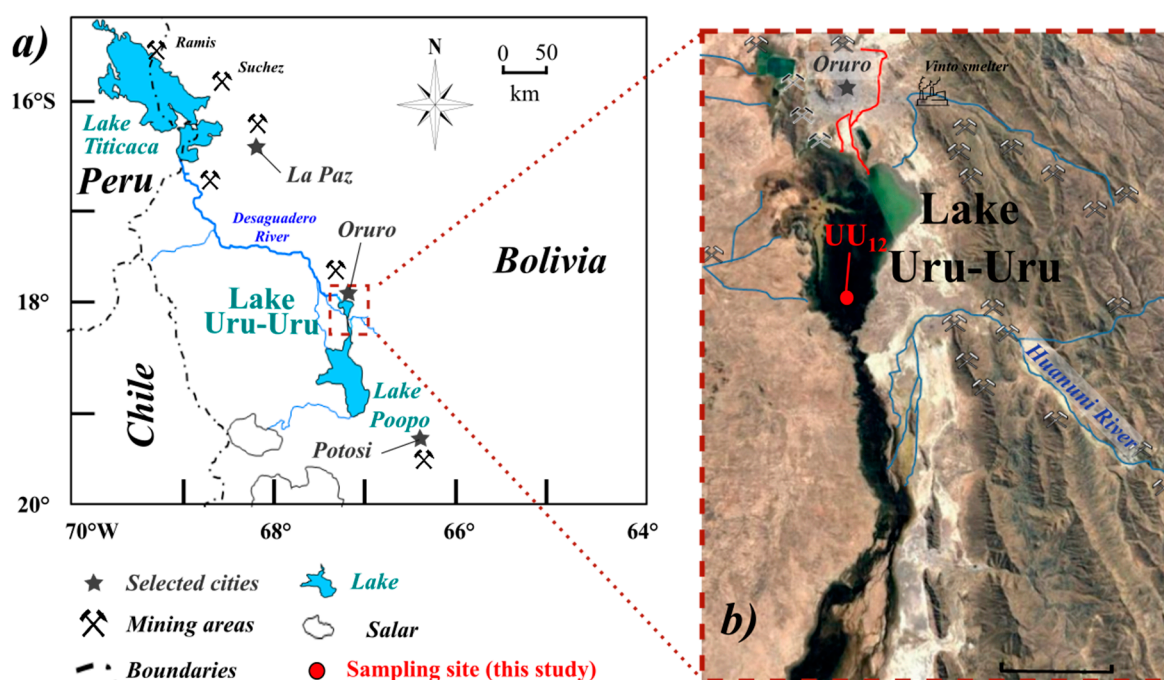 a)
Ramis
Suchez
N
0 50
km
16°S
Lake
Titicaca
Peru
La Paz
Desaguadero
River
Oruro
Bolivia
18°
Lake
Uru-Uru
Chile
Lake
Poopo
Potosi
20°
70°W
68°
66°
64°
Selected cities
Lake
Mining areas
Salar
Boundaries
Sampling site (this study)
Oruro
Vinto smelter
Lake
Uru-Uru
UU12
Huanuni River
b)